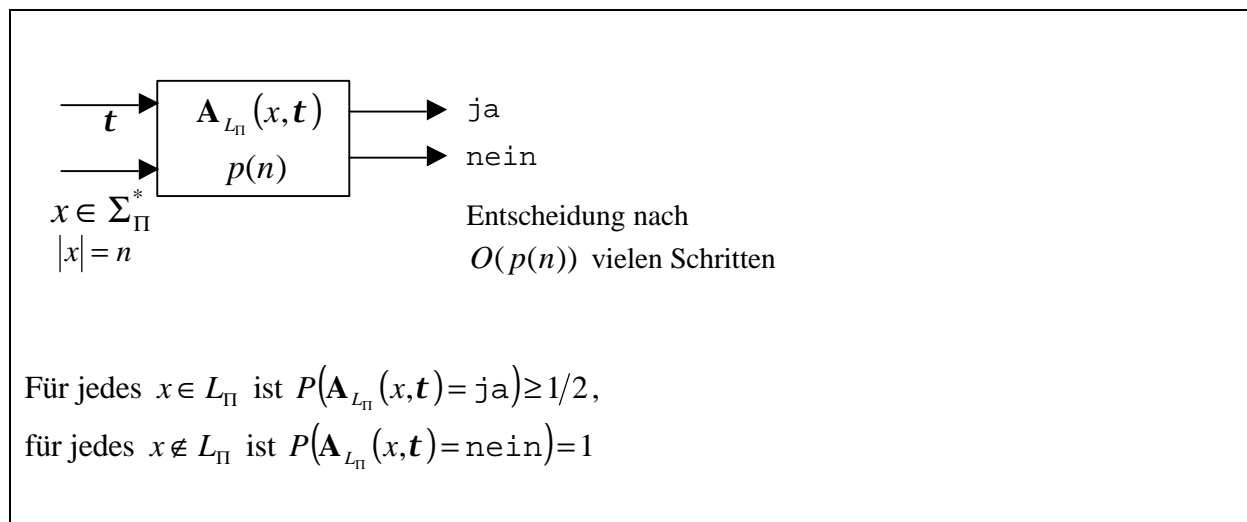 t
A_{L_Π}(x,t)
p(n)
ja
nein
x ∈ Σ_Π^*
|x| = n
Entscheidung nach
O(p(n)) vielen Schritten
Für jedes x ∈ L_Π ist P(A_{L_Π}(x,t) = ja) ≥ 1/2,
für jedes x ∉ L_Π ist P(A_{L_Π}(x,t) = nein) = 1